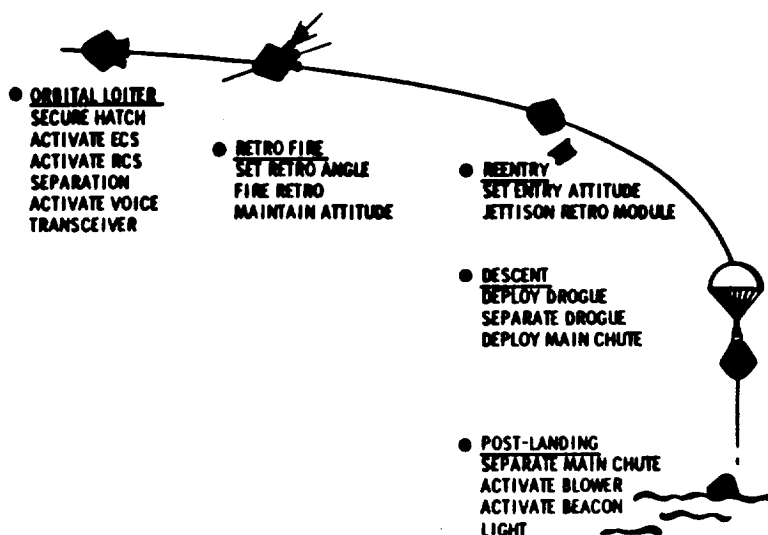 ● ORBITAL LOITER
SECURE HATCH
ACTIVATE ECS
ACTIVATE RCS
SEPARATION
ACTIVATE VOICE
TRANSCEIVER
● RETRO FIRE
SET RETRO ANGLE
FIRE RETRO
MAINTAIN ATTITUDE
● REENTRY
SET ENTRY ATTITUDE
JETTISON RETRO MODULE
● DESCENT
DEPLOY DROGUE
SEPARATE DROGUE
DEPLOY MAIN CHUTE
● POST-LANDING
SEPARATE MAIN CHUTE
ACTIVATE BLOWER
ACTIVATE BEACON
LIGHT